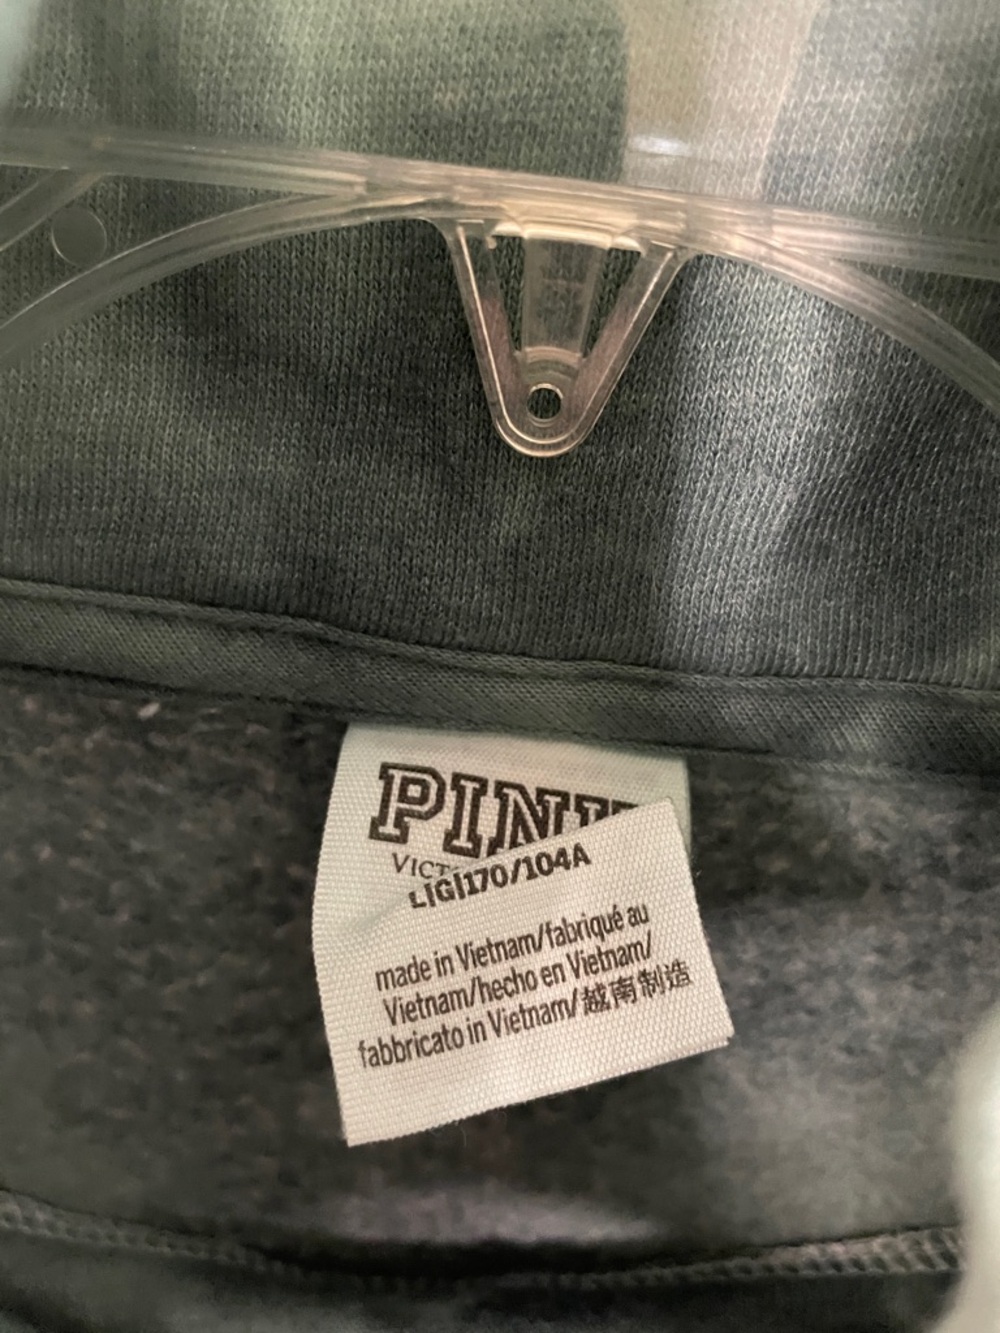 PINK
VICT
L|G|170/104A
made in Vietnam/fabriqué au
Vietnam/hecho en Vietnam/
fabbricato in Vietnam/越南制造